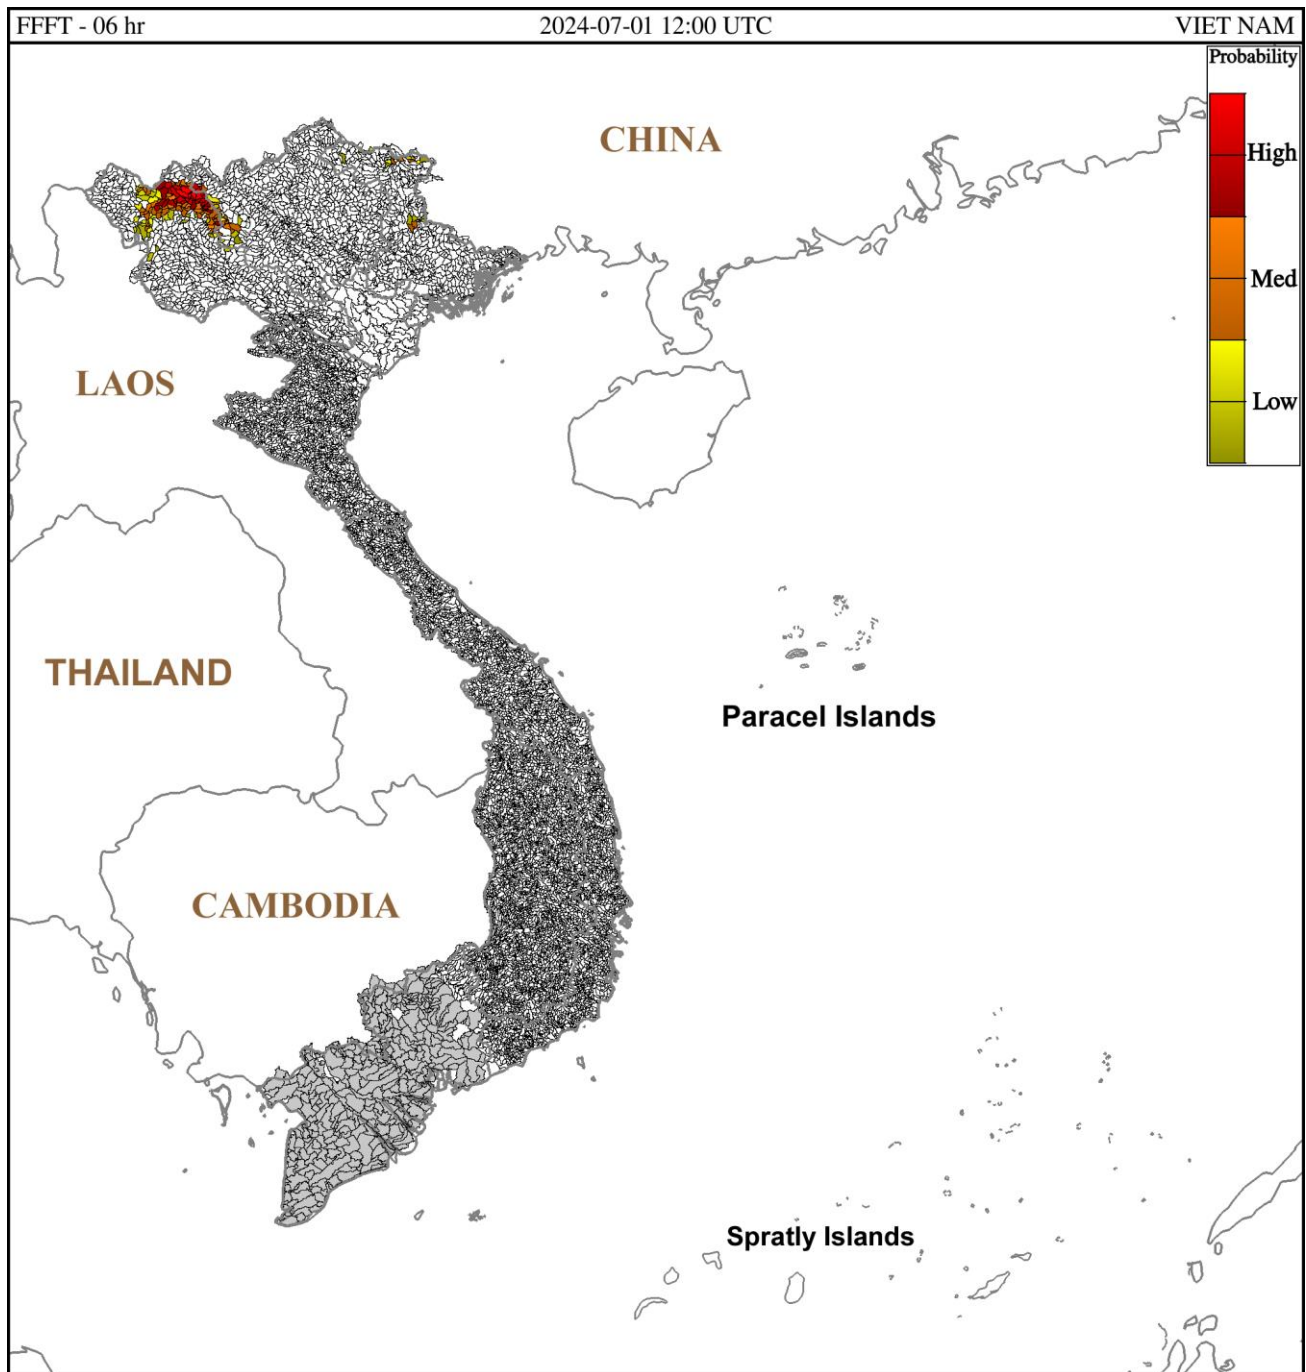 FFFT - 06 hr
2024-07-01 12:00 UTC
VIET NAM
Probability
CHINA
High
Med
LAOS
Low
THAILAND
Paracel Islands
CAMBODIA
Spratly Islands